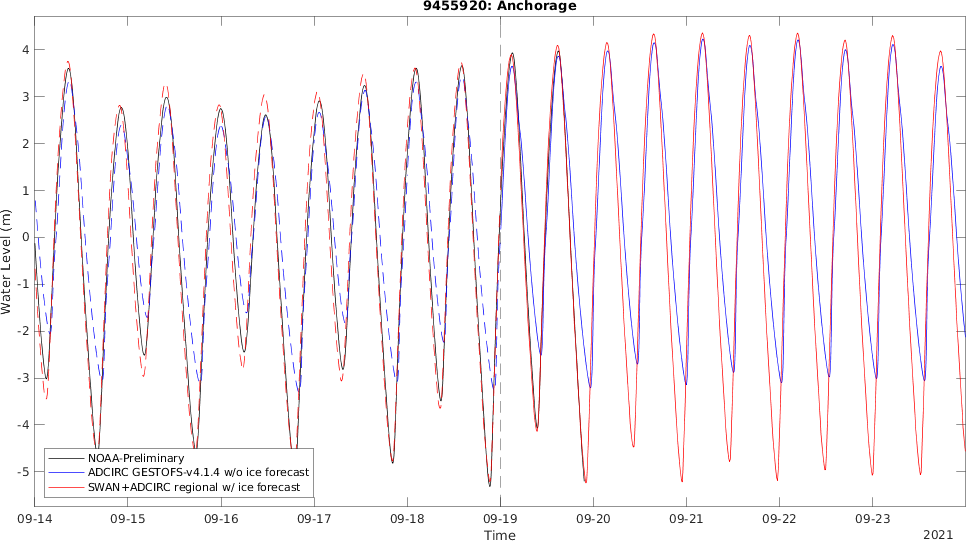 9455920: Anchorage
Water Level (m)
4
3
2
1
0
-1
-2
-3
-4
-5
NOAA-Preliminary
ADCIRC GESTOFS-v4.1.4 w/o ice forecast
SWAN+ADCIRC regional w/ ice forecast
09-14 09-15 09-16 09-17 09-18 09-19 09-20 09-21 09-22 09-23
Time
2021